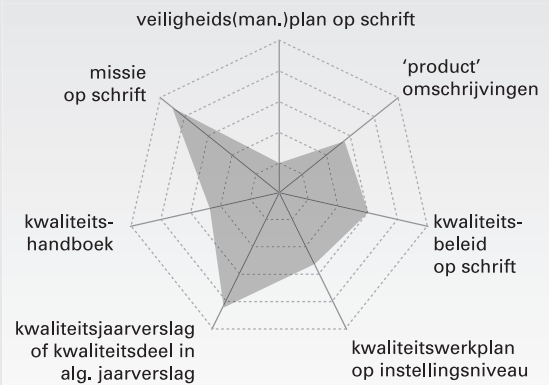 veiligheids(man.)plan op schrift
missie
op schrift
‘product’
omschrijvingen
kwaliteits-
handboek
kwaliteits-
beleid
op schrift
kwaliteitsjaarverslag
of kwaliteitsdeel in
alg. jaarverslag
kwaliteitswerkplan
op instellingsniveau